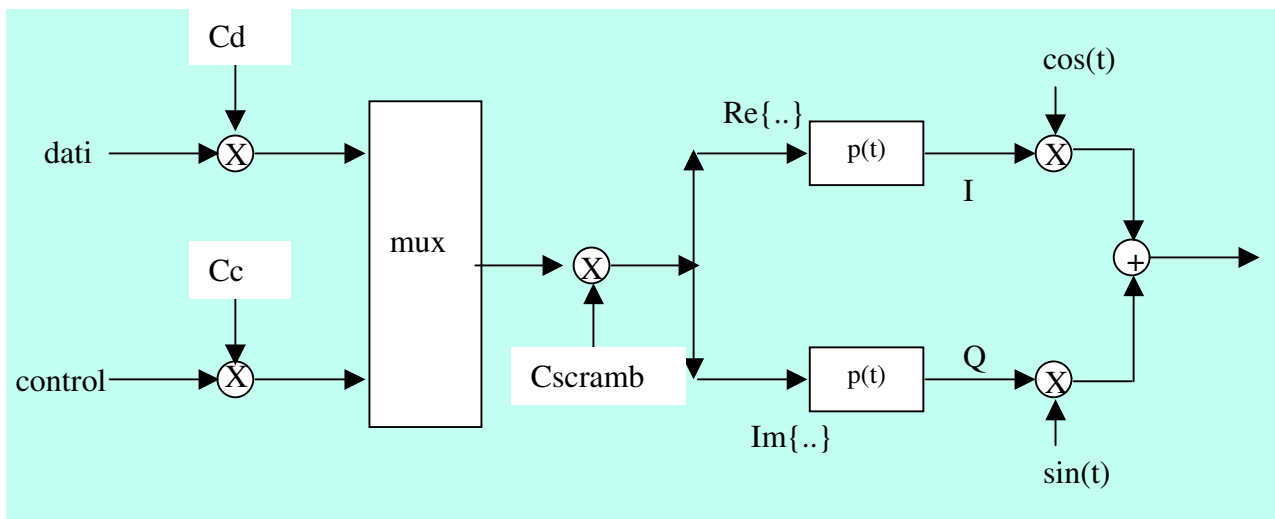 Cd
cos(t)
Re{..}
dati
X
p(t)
X
I
mux
Cc
X
+
Cscramb
Q
control
X
p(t)
X
Im{..}
sin(t)